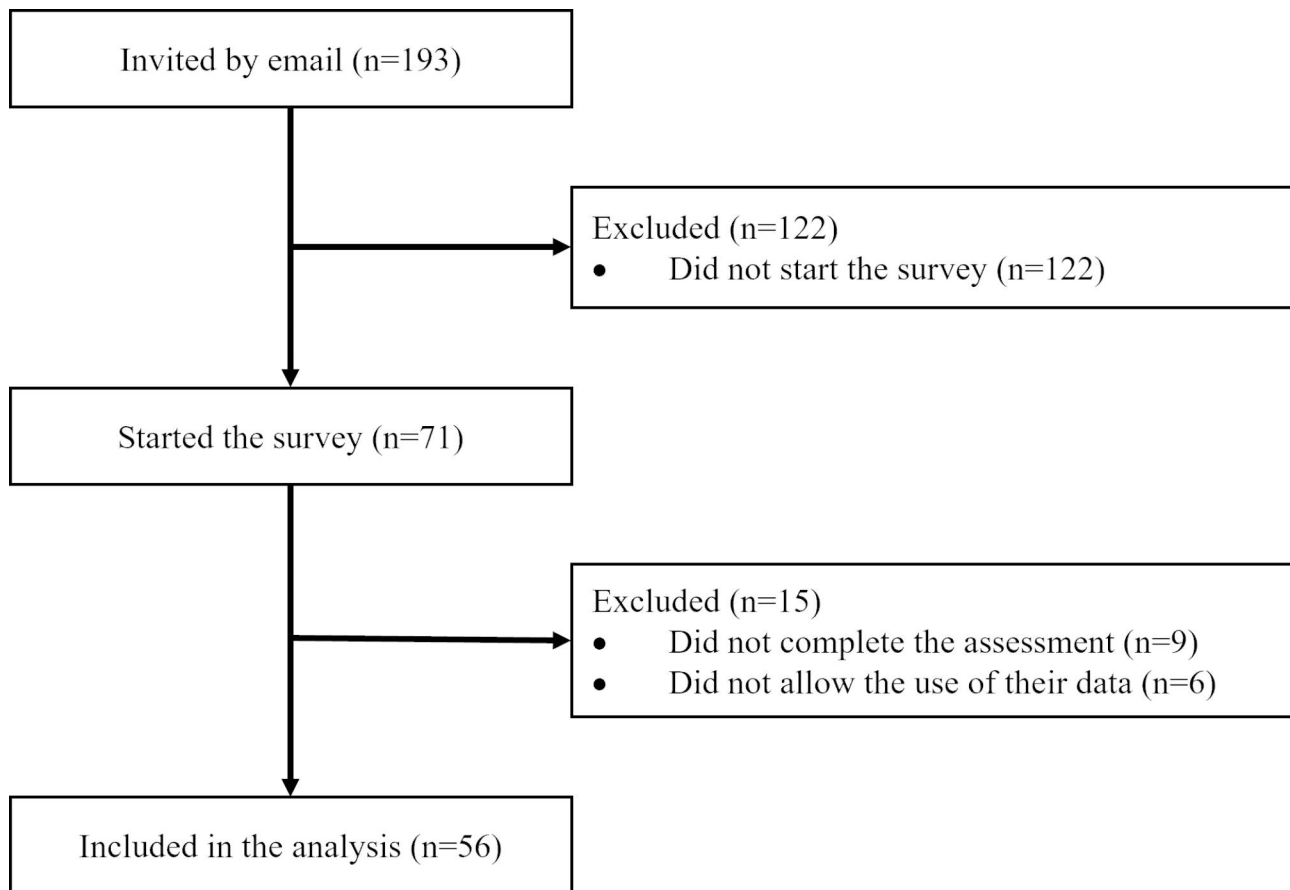 Invited by email (n=193)
Excluded (n=122)
• Did not start the survey (n=122)
Started the survey (n=71)
Excluded (n=15)
• Did not complete the assessment (n=9)
• Did not allow the use of their data (n=6)
Included in the analysis (n=56)